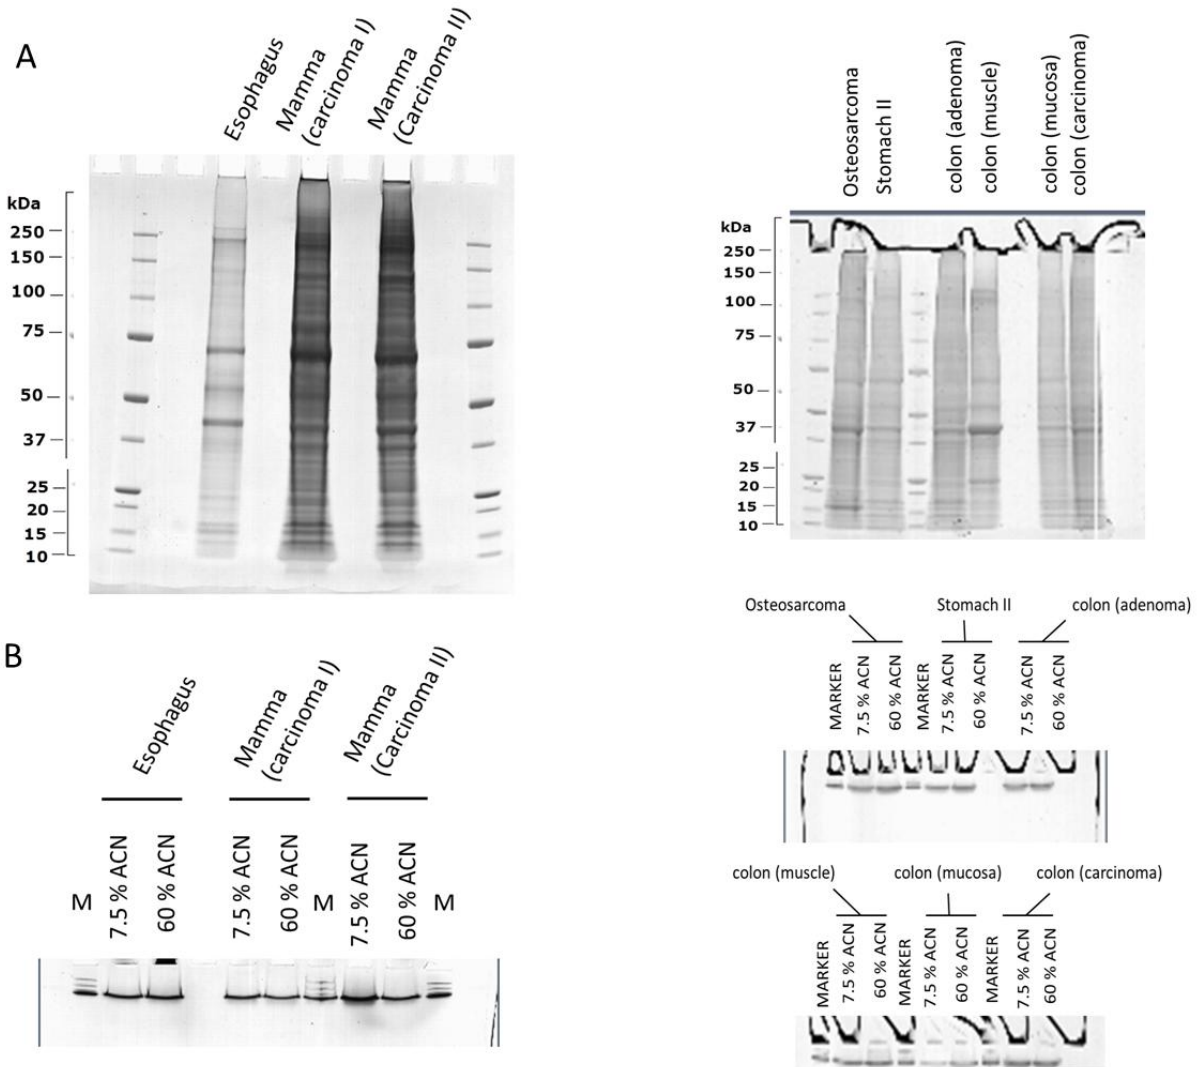 A
Esophagus
Mamma
(carcinoma I)
Mamma
(Carcinoma II)
kDa
250
150
100
75
50
37
25
20
15
10
Osteosarcoma
Stomach II
colon (adenoma)
colon (muscle)
colon (mucosa)
colon (carcinoma)
kDa
250
150
100
75
50
37
25
20
15
10
B
Esophagus
Mamma
(carcinoma I)
Mamma
(Carcinoma II)
M
7.5 % ACN
60 % ACN
7.5 % ACN
60 % ACN
M
7.5 % ACN
60 % ACN
M
Osteosarcoma
Stomach II
colon (adenoma)
MARKER
7.5 % ACN
60 % ACN
MARKER
7.5 % ACN
60 % ACN
7.5 % ACN
60 % ACN
colon (muscle)
colon (mucosa)
colon (carcinoma)
MARKER
7.5 % ACN
60 % ACN
MARKER
7.5 % ACN
60 % ACN
MARKER
7.5 % ACN
60 % ACN